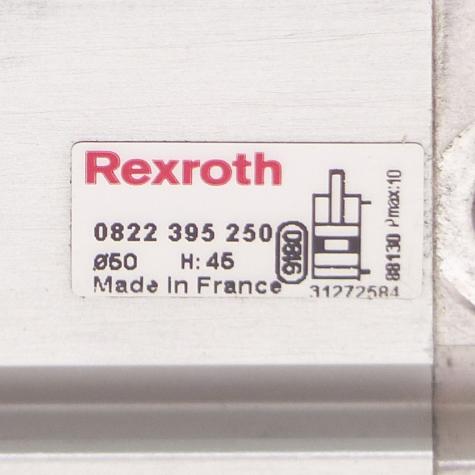 Rexroth
0822 395 250
Ø50 H: 45
Made in France
9180
88130 Pmax:10
31272584